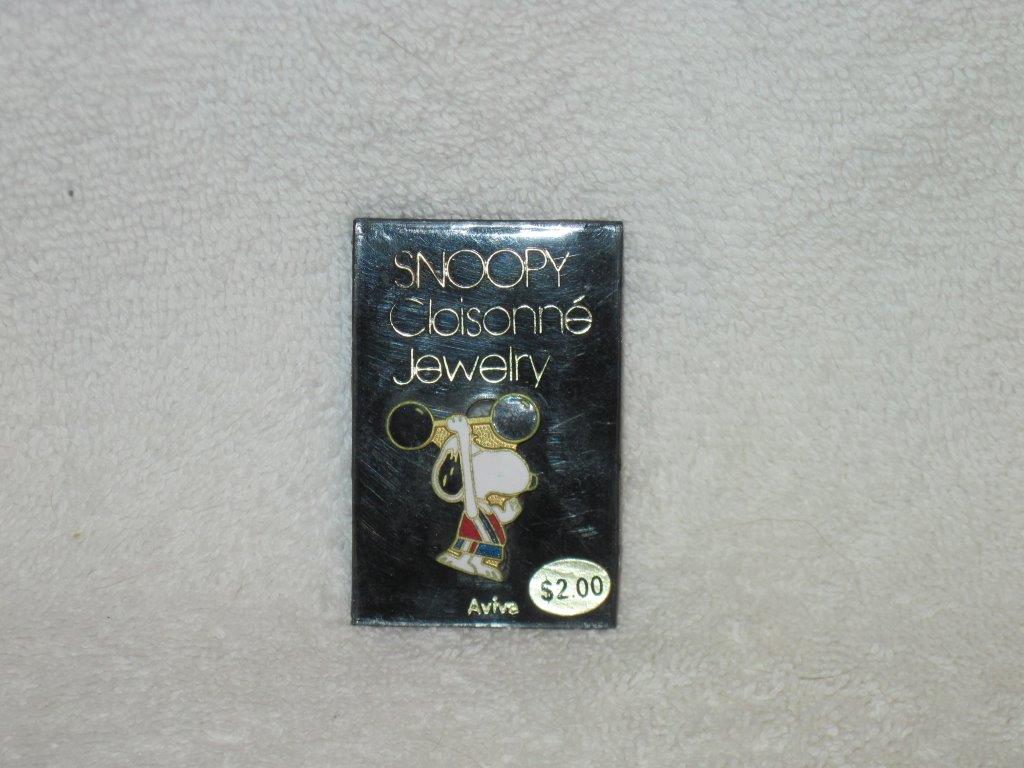 SNOOPY
Cloisonné
Jewelry
$2.00
Aviva